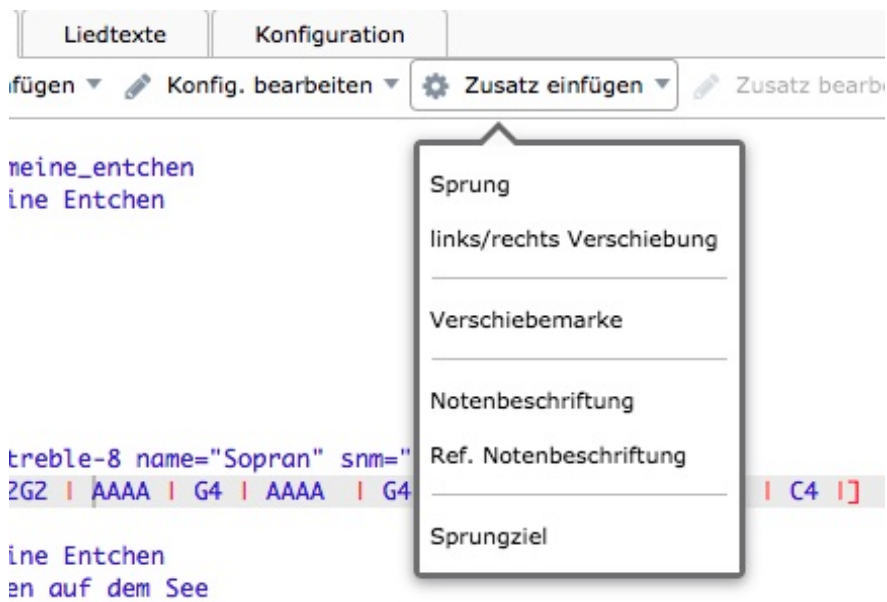 Liedtexte Konfiguration
nfügen Konfig. bearbeiten Zusatz einfügen Zusatz bearb
meine_entchen
ine Entchen
Sprung
links/rechts Verschiebung
Verschiebemarke
Notenbeschriftung
treble-8 name="Sopran" snm=" Ref. Notenbeschriftung
2G2 | AAAA | G4 | AAAA | G4 | C4 |]
Sprungziel
ine Entchen
en auf dem See